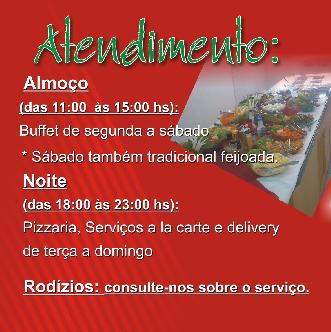 Atendimento:
Almoço
(das 11:00 às 15:00 hs):
Buffet de segunda a sábado
* Sábado também tradicional feijoada.
Noite
(das 18:00 às 23:00 hs):
Pizzaria, Serviços a la carte e delivery
de terça a domingo
Rodízios: consulte-nos sobre o serviço.